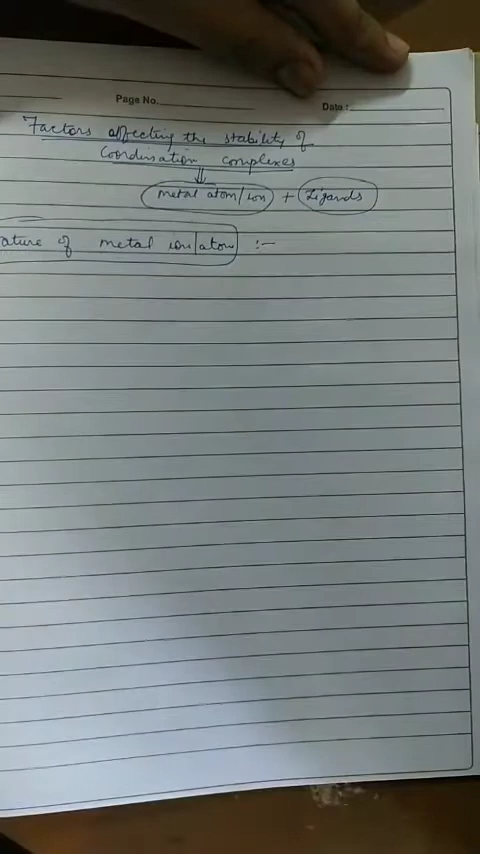 Page No.
Date :
Factors affecting the stability of
Coordination complexes
⇓
metal atom/ion + Ligands
ature of metal ion/atom :-